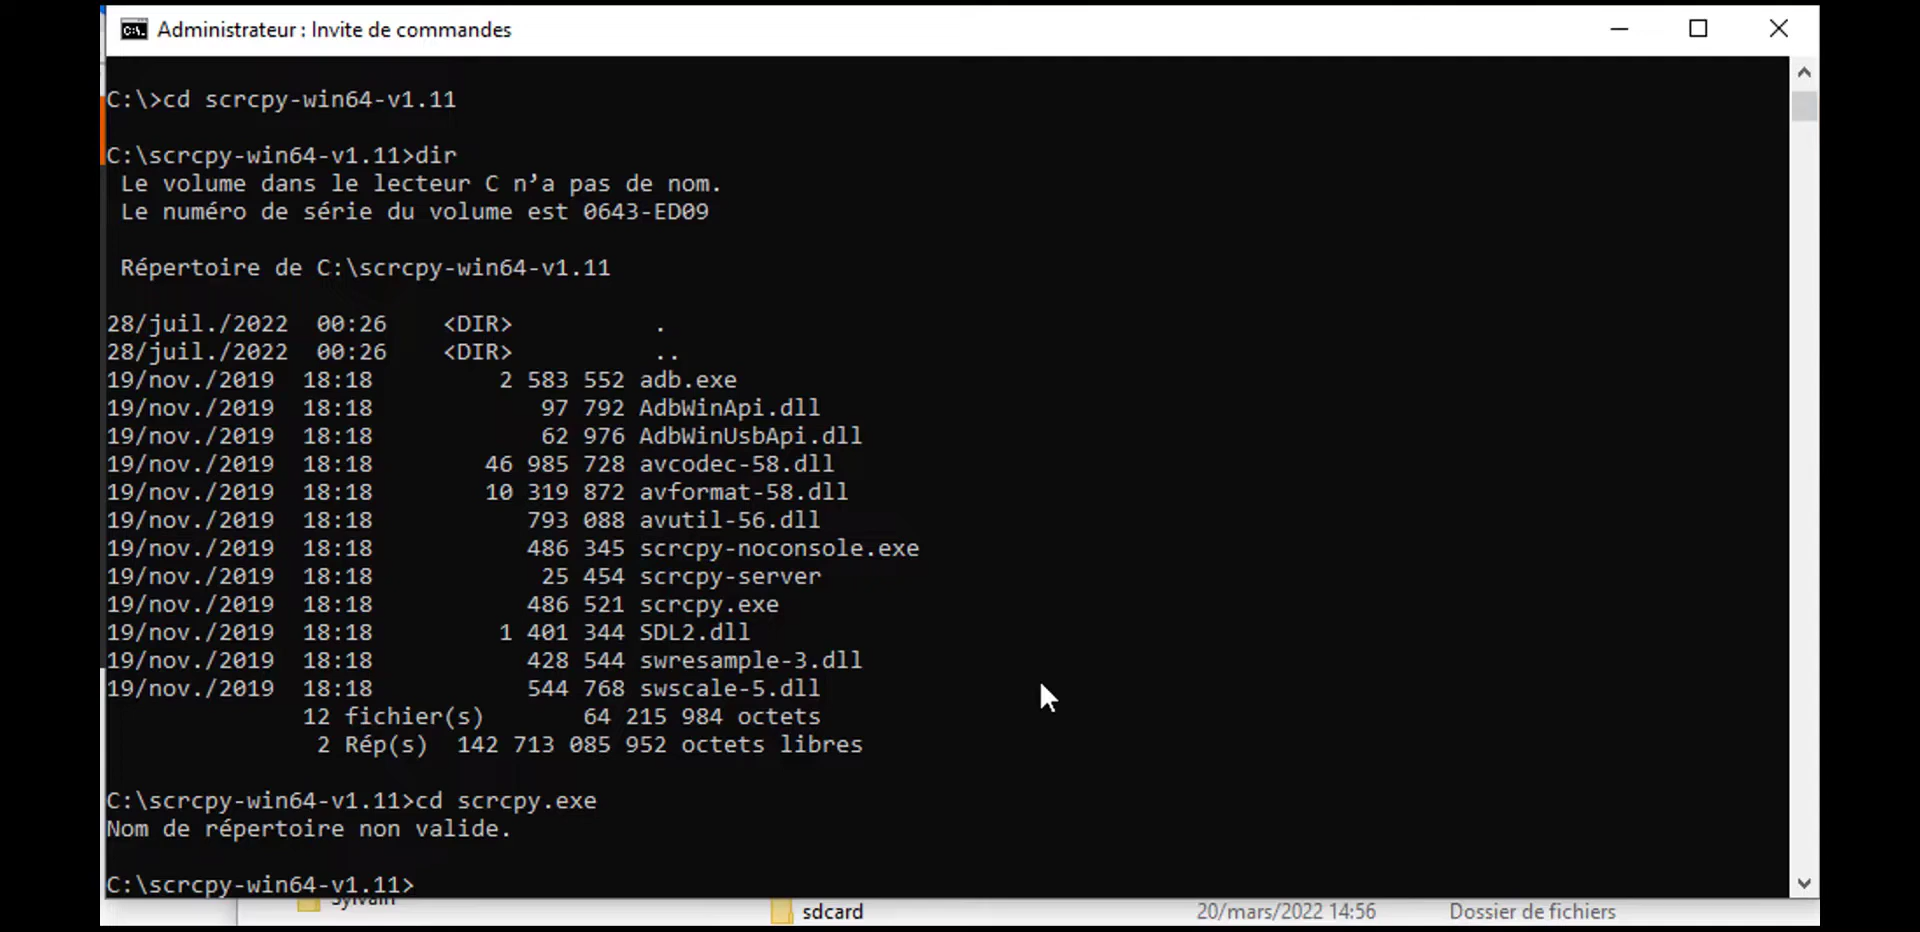 Administrateur : Invite de commandes
C:\>cd scrcpy-win64-v1.11
C:\scrcpy-win64-v1.11>dir
Le volume dans le lecteur C n’a pas de nom.
Le numéro de série du volume est 0643-ED09
Répertoire de C:\scrcpy-win64-v1.11
28/juil./2022  00:26    <DIR>          .
28/juil./2022  00:26    <DIR>          ..
19/nov./2019  18:18         2 583 552 adb.exe
19/nov./2019  18:18            97 792 AdbWinApi.dll
19/nov./2019  18:18            62 976 AdbWinUsbApi.dll
19/nov./2019  18:18        46 985 728 avcodec-58.dll
19/nov./2019  18:18        10 319 872 avformat-58.dll
19/nov./2019  18:18           793 088 avutil-56.dll
19/nov./2019  18:18           486 345 scrcpy-noconsole.exe
19/nov./2019  18:18            25 454 scrcpy-server
19/nov./2019  18:18           486 521 scrcpy.exe
19/nov./2019  18:18         1 401 344 SDL2.dll
19/nov./2019  18:18           428 544 swresample-3.dll
19/nov./2019  18:18           544 768 swscale-5.dll
12 fichier(s)       64 215 984 octets
2 Rép(s)  142 713 085 952 octets libres
C:\scrcpy-win64-v1.11>cd scrcpy.exe
Nom de répertoire non valide.
C:\scrcpy-win64-v1.11>
Sylvain
sdcard 20/mars/2022 14:56 Dossier de fichiers